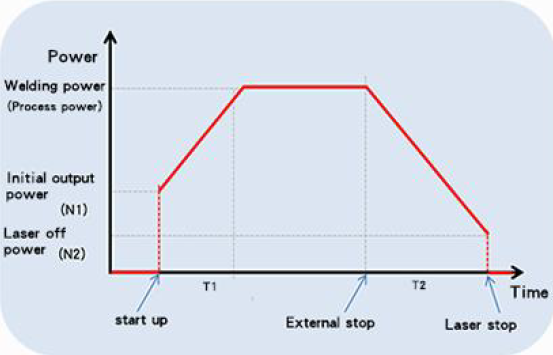 Power
Welding power
(Process power)
Initial output
power
(N1)
Laser off
power (N2)
T1
T2
Time
start up
External stop
Laser stop